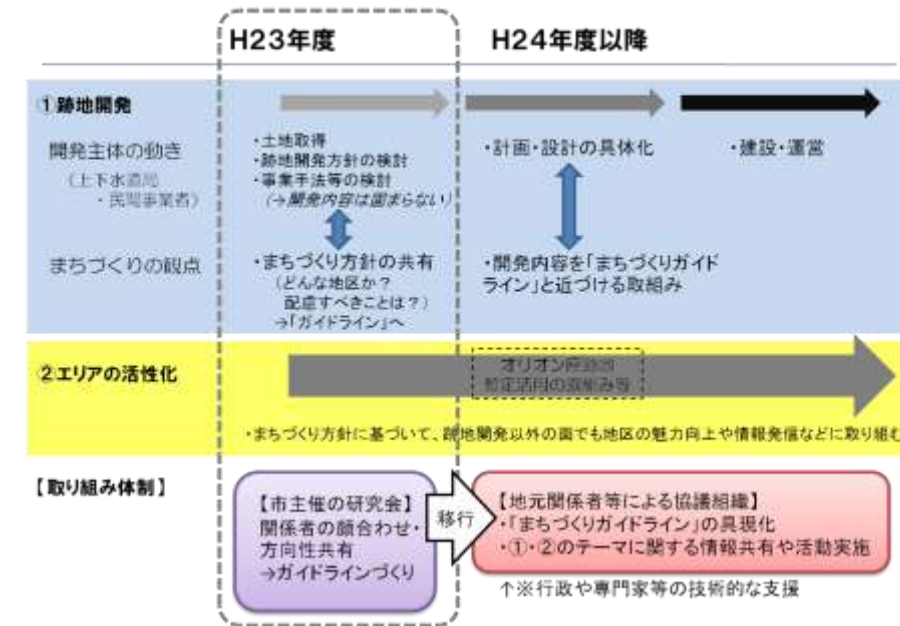 H23年度
H24年度以降
①跡地開発
開発主体の動き
(上下水道局
・民間事業者)
・土地取得
・跡地開発方針の検討
・事業手法等の検討
(→開発内容は固まらない)
・計画・設計の具体化
・建設・運営
まちづくりの観点
・まちづくり方針の共有
(どんな地区か?
配慮すべきことは?)
→「ガイドライン」へ
・開発内容を「まちづくりガイド
ライン」と近づける取組み
②エリアの活性化
オリオン
暫定活用の取組み等
・まちづくり方針に基づいて、跡地開発以外の面でも地区の魅力向上や情報発信などに取り組む
【取り組み体制】
【市主催の研究会】
関係者の顔合わせ・
方向性共有
→ガイドラインづくり
移行
【地元関係者等による協議組織】
・「まちづくりガイドライン」の具現化
・①・②のテーマに関する情報共有や活動実施
↑※行政や専門家等の技術的な支援